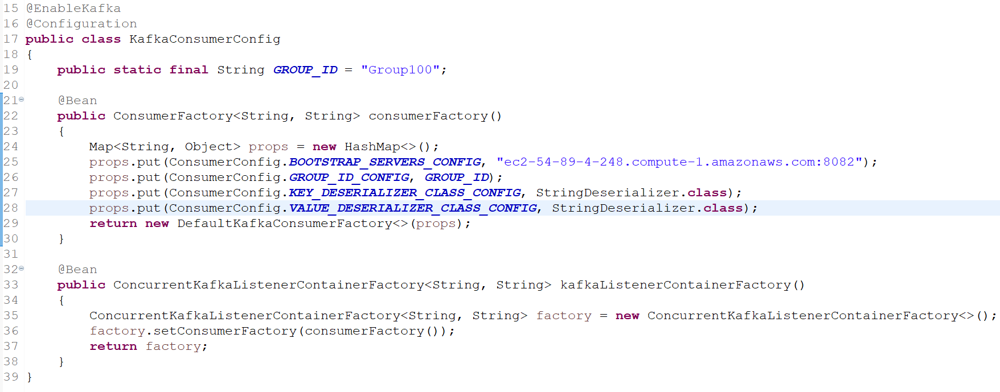 15 @EnableKafka
16 @Configuration
17 public class KafkaConsumerConfig
18 {
19     public static final String GROUP_ID = "Group100";
20
21     @Bean
22     public ConsumerFactory<String, String> consumerFactory()
23     {
24         Map<String, Object> props = new HashMap<>();
25         props.put(ConsumerConfig.BOOTSTRAP_SERVERS_CONFIG, "ec2-54-89-4-248.compute-1.amazonaws.com:8082");
26         props.put(ConsumerConfig.GROUP_ID_CONFIG, GROUP_ID);
27         props.put(ConsumerConfig.KEY_DESERIALIZER_CLASS_CONFIG, StringDeserializer.class);
28         props.put(ConsumerConfig.VALUE_DESERIALIZER_CLASS_CONFIG, StringDeserializer.class);
29         return new DefaultKafkaConsumerFactory<>(props);
30     }
31
32     @Bean
33     public ConcurrentKafkaListenerContainerFactory<String, String> kafkaListenerContainerFactory()
34     {
35         ConcurrentKafkaListenerContainerFactory<String, String> factory = new ConcurrentKafkaListenerContainerFactory<>();
36         factory.setConsumerFactory(consumerFactory());
37         return factory;
38     }
39 }